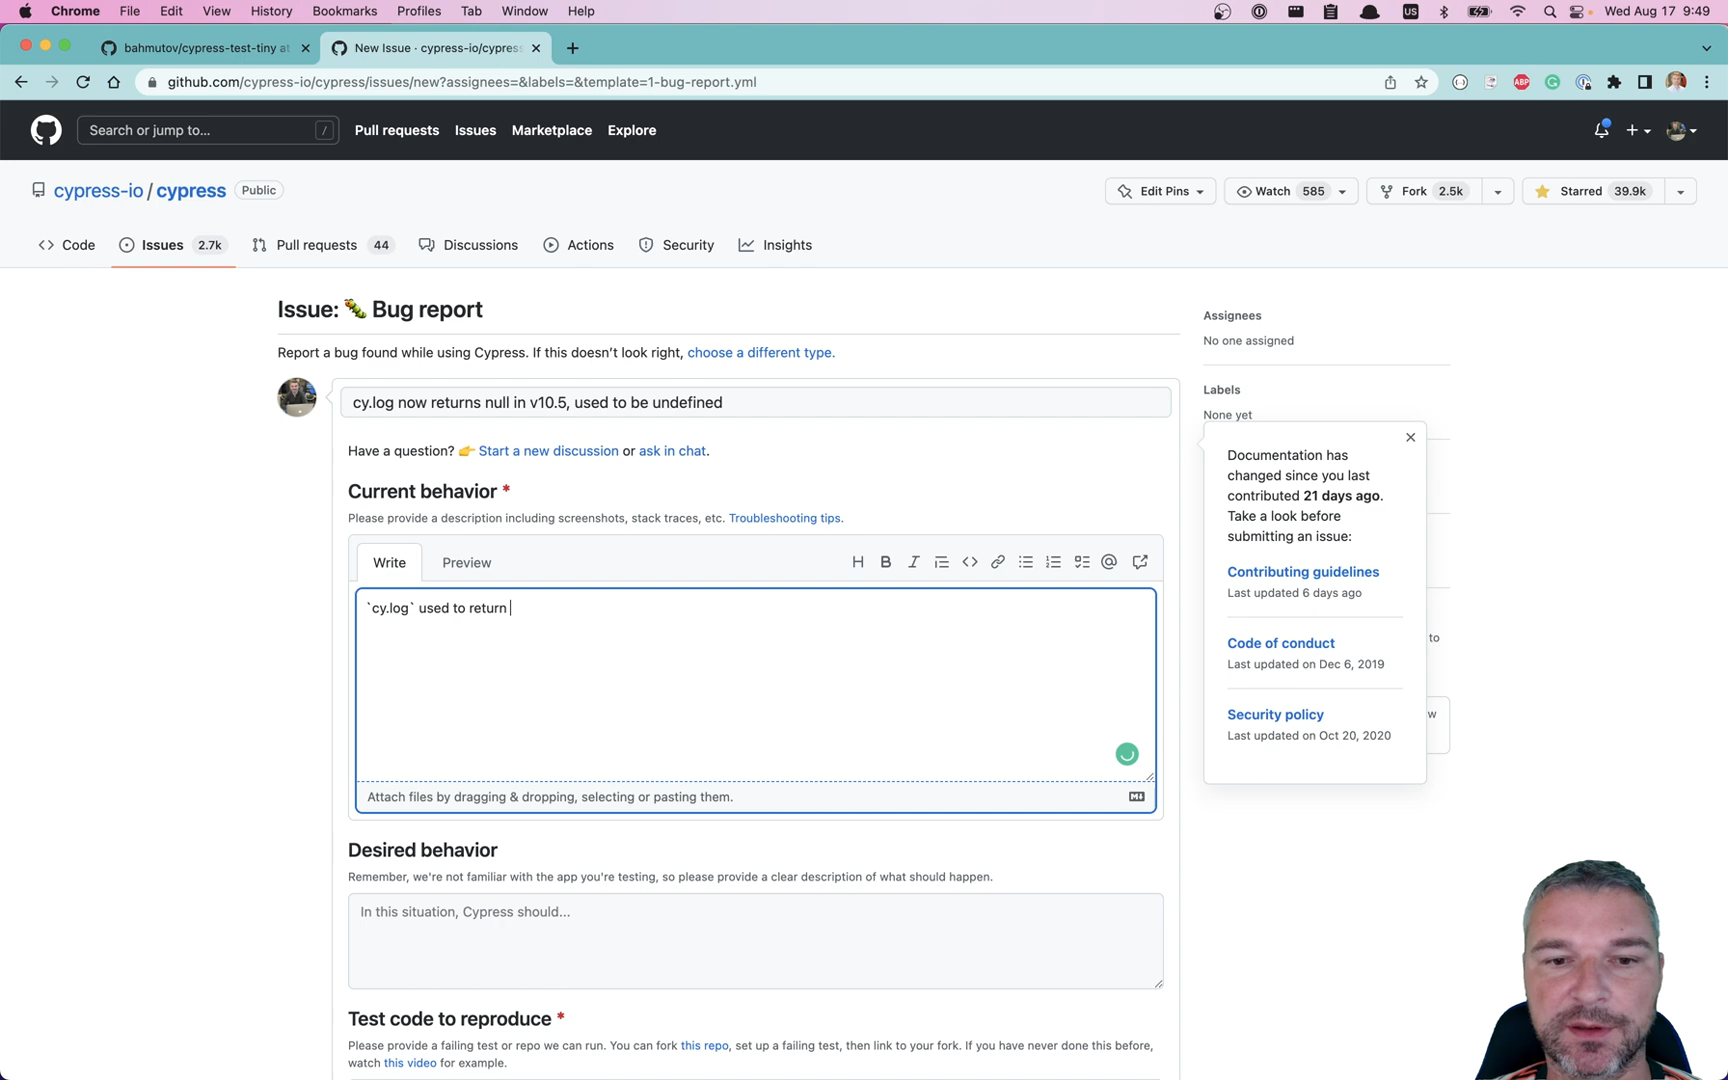 Chrome File Edit View History Bookmarks Profiles Tab Window Help US Wed Aug 17 9:49
bahmutov/cypress-test-tiny at New Issue · cypress-io/cypress
github.com/cypress-io/cypress/issues/new?assignees=&labels=&template=1-bug-report.yml ABP
Search or jump to... / Pull requests Issues Marketplace Explore
cypress-io / cypress Public Edit Pins Watch 585 Fork 2.5k Starred 39.9k
Code Issues 2.7k Pull requests 44 Discussions Actions Security Insights
Issue: 🐛 Bug report
Report a bug found while using Cypress. If this doesn't look right, choose a different type.
cy.log now returns null in v10.5, used to be undefined
Have a question? 👉 Start a new discussion or ask in chat.
Current behavior *
Please provide a description including screenshots, stack traces, etc. Troubleshooting tips.
Write Preview
`cy.log` used to return
Attach files by dragging & dropping, selecting or pasting them.
Desired behavior
Remember, we're not familiar with the app you're testing, so please provide a clear description of what should happen.
In this situation, Cypress should...
Test code to reproduce *
Please provide a failing test or repo we can run. You can fork this repo, set up a failing test, then link to your fork. If you have never done this before,
watch this video for example.
Assignees
No one assigned
Labels
None yet
Documentation has
changed since you last
contributed 21 days ago.
Take a look before
submitting an issue:
Contributing guidelines
Last updated 6 days ago
Code of conduct
Last updated on Dec 6, 2019
Security policy
Last updated on Oct 20, 2020
to
w